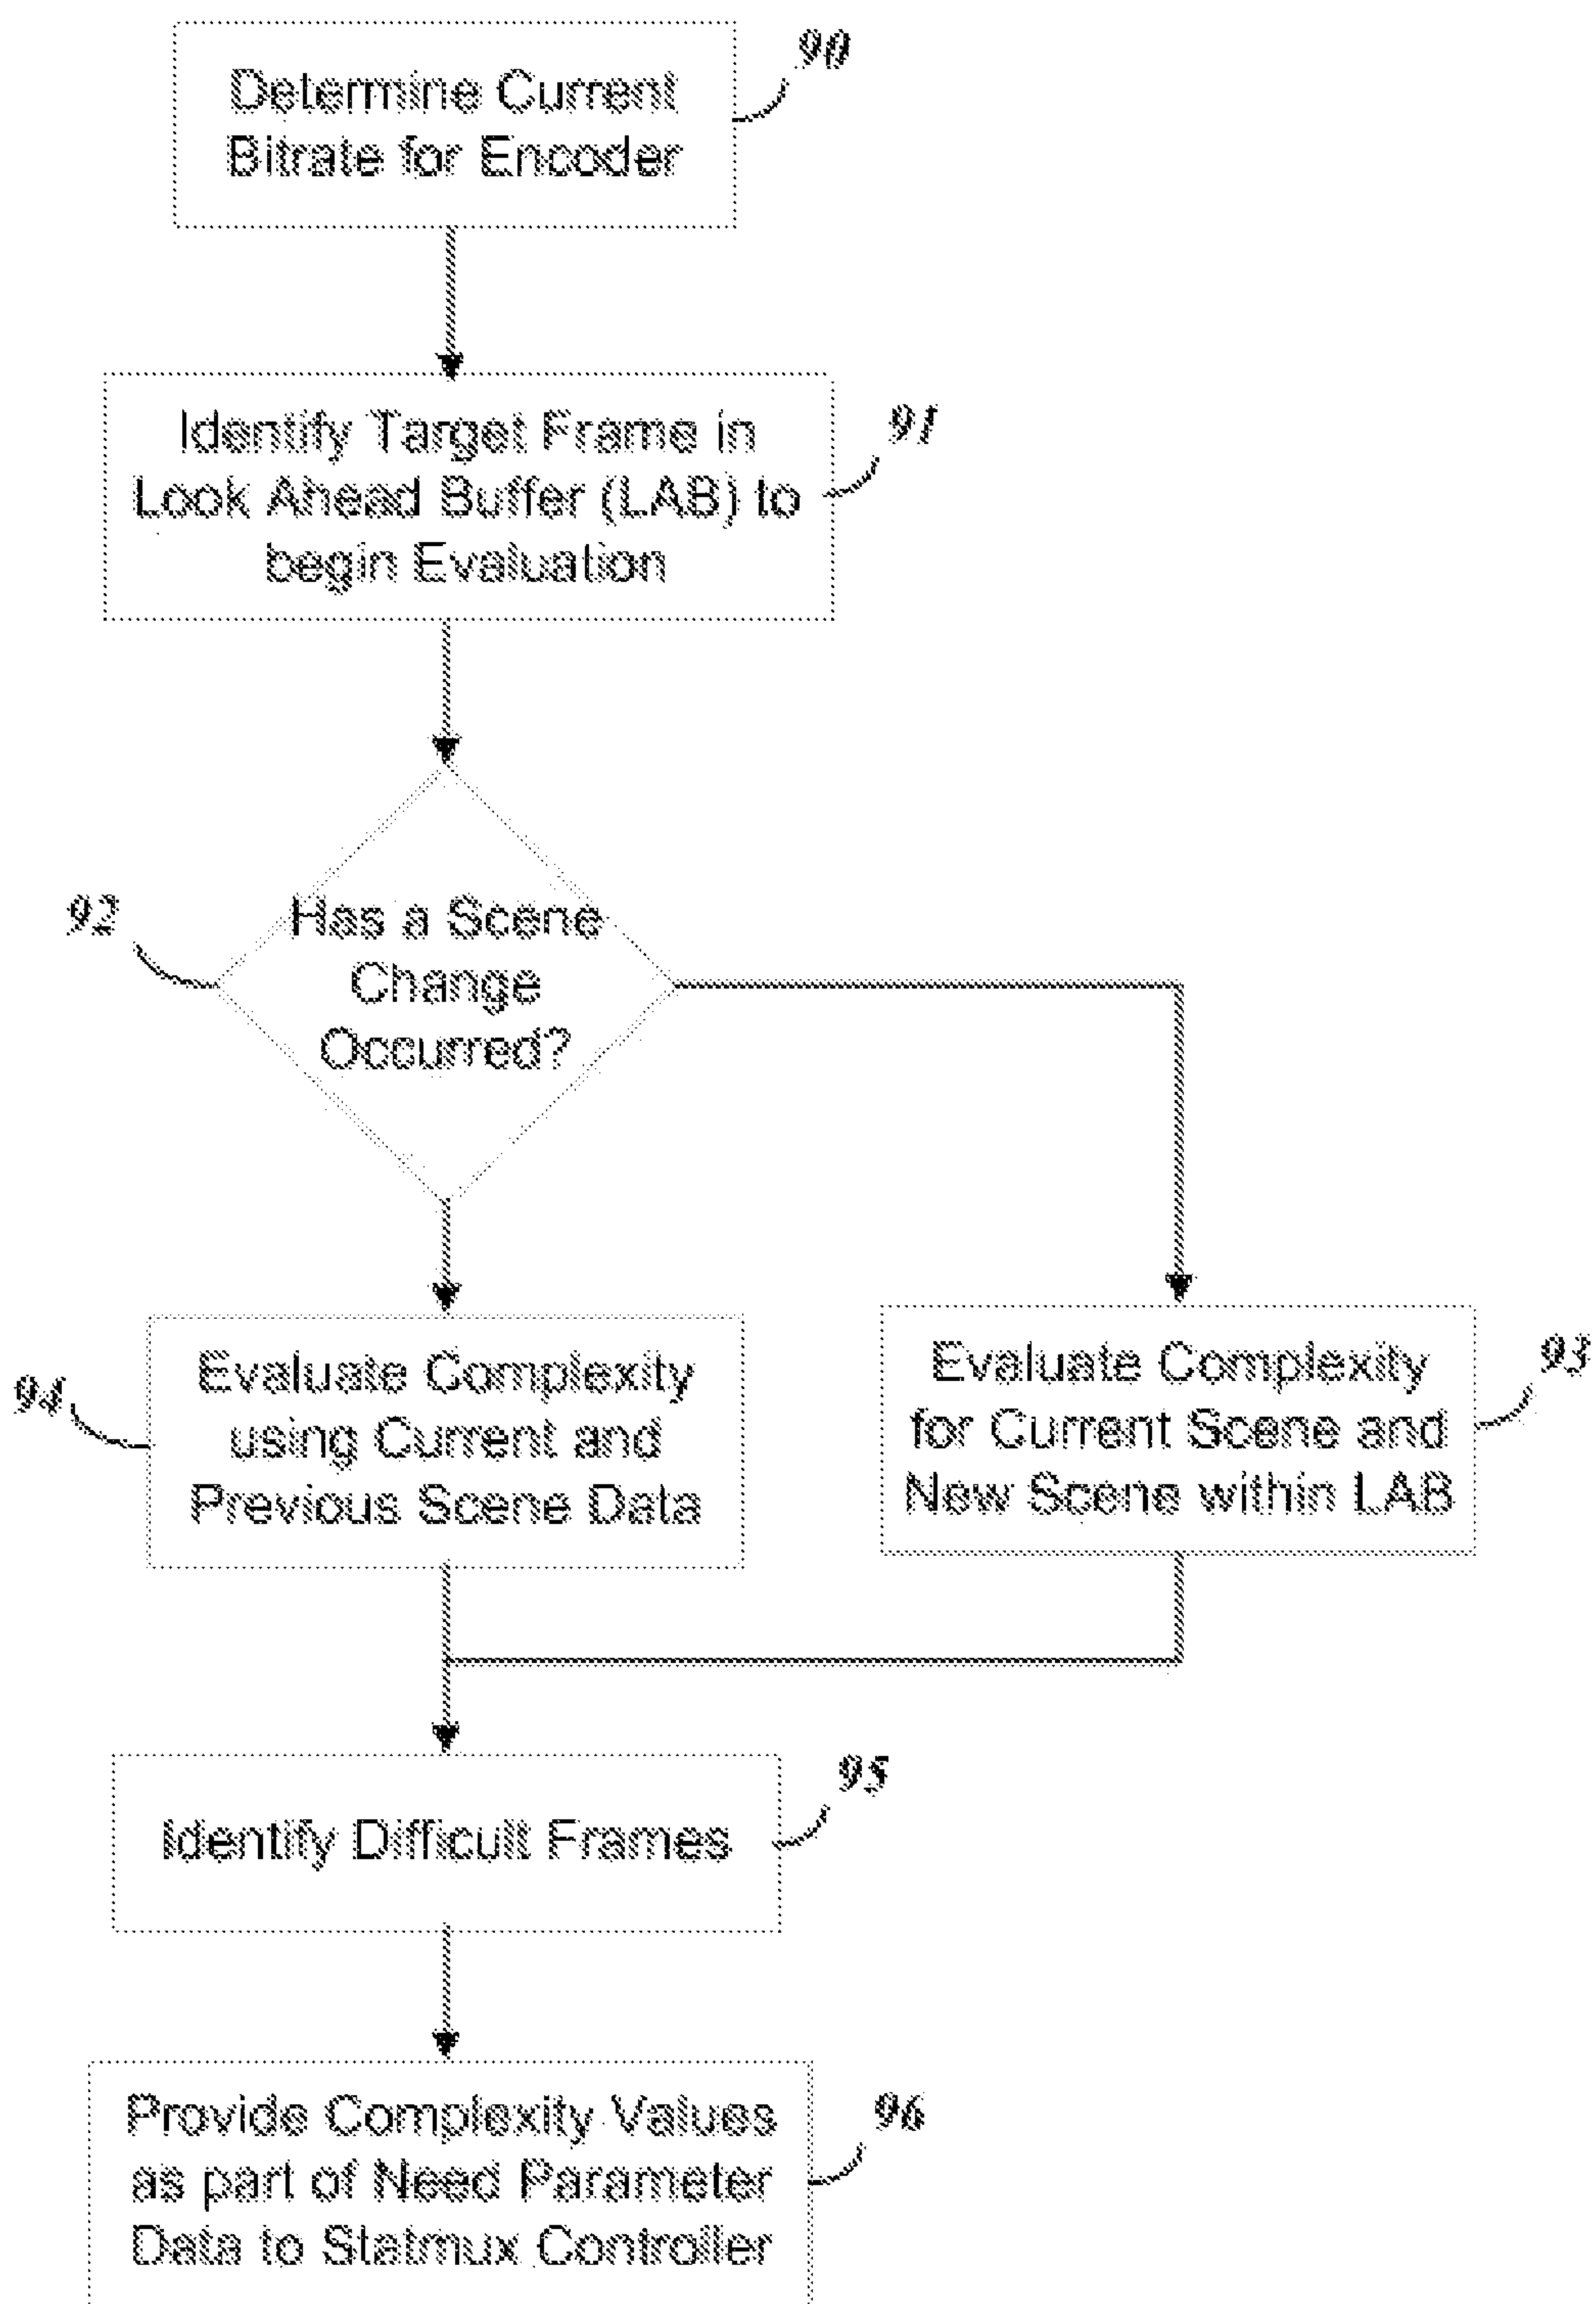 90
Determine Current
Bitrate for Encoder
91
Identify Target Frame in
Look Ahead Buffer (LAB) to
begin Evaluation
92
Has a Scene
Change
Occurred?
94
Evaluate Complexity
using Current and
Previous Scene Data
93
Evaluate Complexity
for Current Scene and
New Scene within LAB
95
Identify Difficult Frames
96
Provide Complexity Values
as part of Need Parameter
Data to Statmux Controller